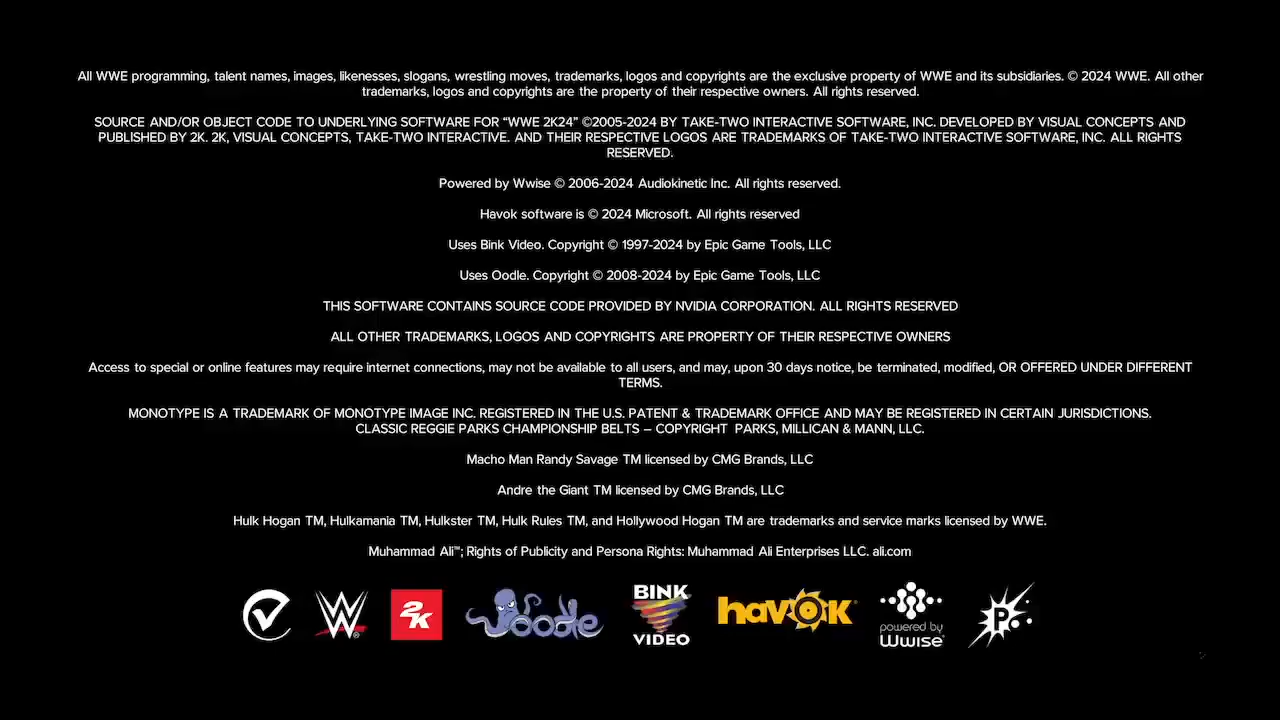 All WWE programming, talent names, images, likenesses, slogans, wrestling moves, trademarks, logos and copyrights are the exclusive property of WWE and its subsidiaries. © 2024 WWE. All other
trademarks, logos and copyrights are the property of their respective owners. All rights reserved.
SOURCE AND/OR OBJECT CODE TO UNDERLYING SOFTWARE FOR “WWE 2K24” ©2005-2024 BY TAKE-TWO INTERACTIVE SOFTWARE, INC. DEVELOPED BY VISUAL CONCEPTS AND
PUBLISHED BY 2K. 2K, VISUAL CONCEPTS, TAKE-TWO INTERACTIVE. AND THEIR RESPECTIVE LOGOS ARE TRADEMARKS OF TAKE-TWO INTERACTIVE SOFTWARE, INC. ALL RIGHTS
RESERVED.
Powered by Wwise © 2006-2024 Audiokinetic Inc. All rights reserved.
Havok software is © 2024 Microsoft. All rights reserved
Uses Bink Video. Copyright © 1997-2024 by Epic Game Tools, LLC
Uses Oodle. Copyright © 2008-2024 by Epic Game Tools, LLC
THIS SOFTWARE CONTAINS SOURCE CODE PROVIDED BY NVIDIA CORPORATION. ALL RIGHTS RESERVED
ALL OTHER TRADEMARKS, LOGOS AND COPYRIGHTS ARE PROPERTY OF THEIR RESPECTIVE OWNERS
Access to special or online features may require internet connections, may not be available to all users, and may, upon 30 days notice, be terminated, modified, OR OFFERED UNDER DIFFERENT
TERMS.
MONOTYPE IS A TRADEMARK OF MONOTYPE IMAGE INC. REGISTERED IN THE U.S. PATENT & TRADEMARK OFFICE AND MAY BE REGISTERED IN CERTAIN JURISDICTIONS.
CLASSIC REGGIE PARKS CHAMPIONSHIP BELTS – COPYRIGHT PARKS, MILLICAN & MANN, LLC.
Macho Man Randy Savage TM licensed by CMG Brands, LLC
Andre the Giant TM licensed by CMG Brands, LLC
Hulk Hogan TM, Hulkamania TM, Hulkster TM, Hulk Rules TM, and Hollywood Hogan TM are trademarks and service marks licensed by WWE.
Muhammad Ali™; Rights of Publicity and Persona Rights: Muhammad Ali Enterprises LLC. ali.com
W 2K oodle BINK VIDEO havok powered by Wwise P